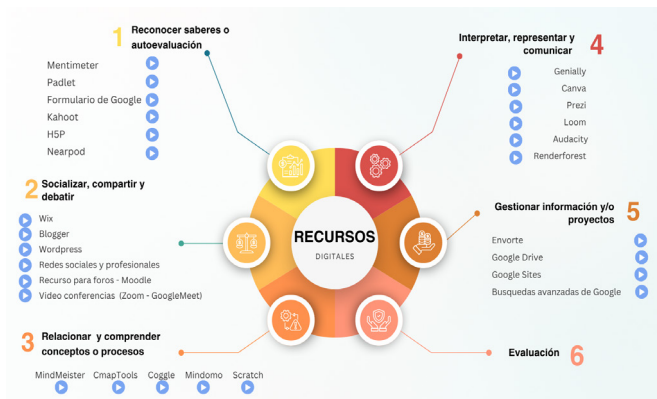 1 Reconocer saberes o
autoevaluación
Mentimeter
Padlet
Formulario de Google
Kahoot
H5P
Nearpod
2 Socializar, compartir y
debatir
Wix
Blogger
Wordpress
Redes sociales y profesionales
Recurso para foros - Moodle
Video conferencias (Zoom - GoogleMeet)
3 Relacionar y comprender
conceptos o procesos
MindMeister CmapTools Coggle Mindomo Scratch
RECURSOS
DIGITALES
Interpretar, representar y 4
comunicar
Genially
Canva
Prezi
Loom
Audacity
Renderforest
Gestionar información y/o 5
proyectos
Envorte
Google Drive
Google Sites
Busquedas avanzadas de Google
Evaluación 6